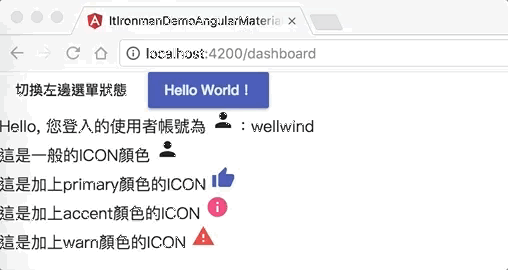 ItIronmanDemoAngularMaterial
localhost:4200/dashboard
切換左邊選單狀態 Hello World！
Hello, 您登入的使用者帳號為 ：wellwind
這是一般的ICON顏色
這是加上primary顏色的ICON
這是加上accent顏色的ICON
這是加上warn顏色的ICON